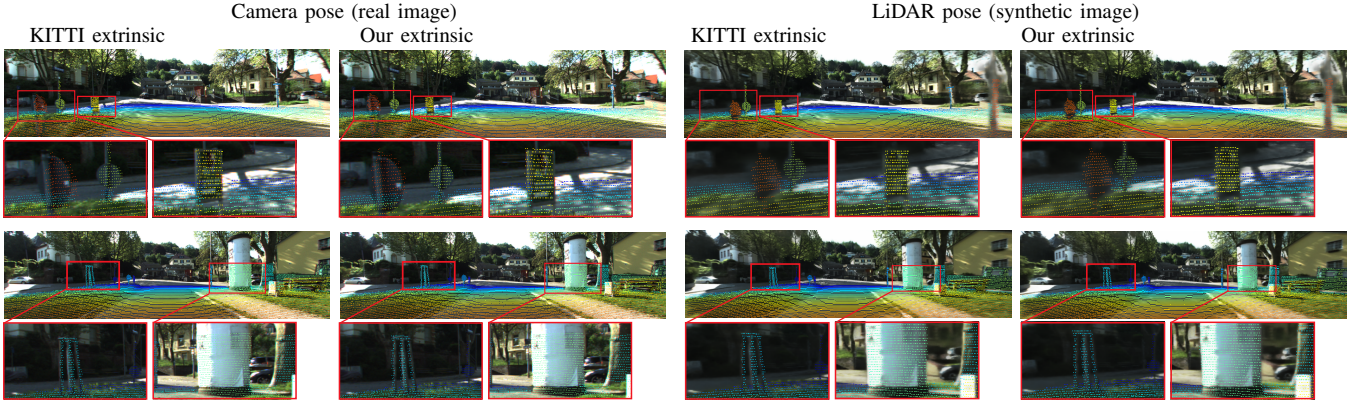 Camera pose (real image)
LiDAR pose (synthetic image)
KITTI extrinsic
Our extrinsic
KITTI extrinsic
Our extrinsic